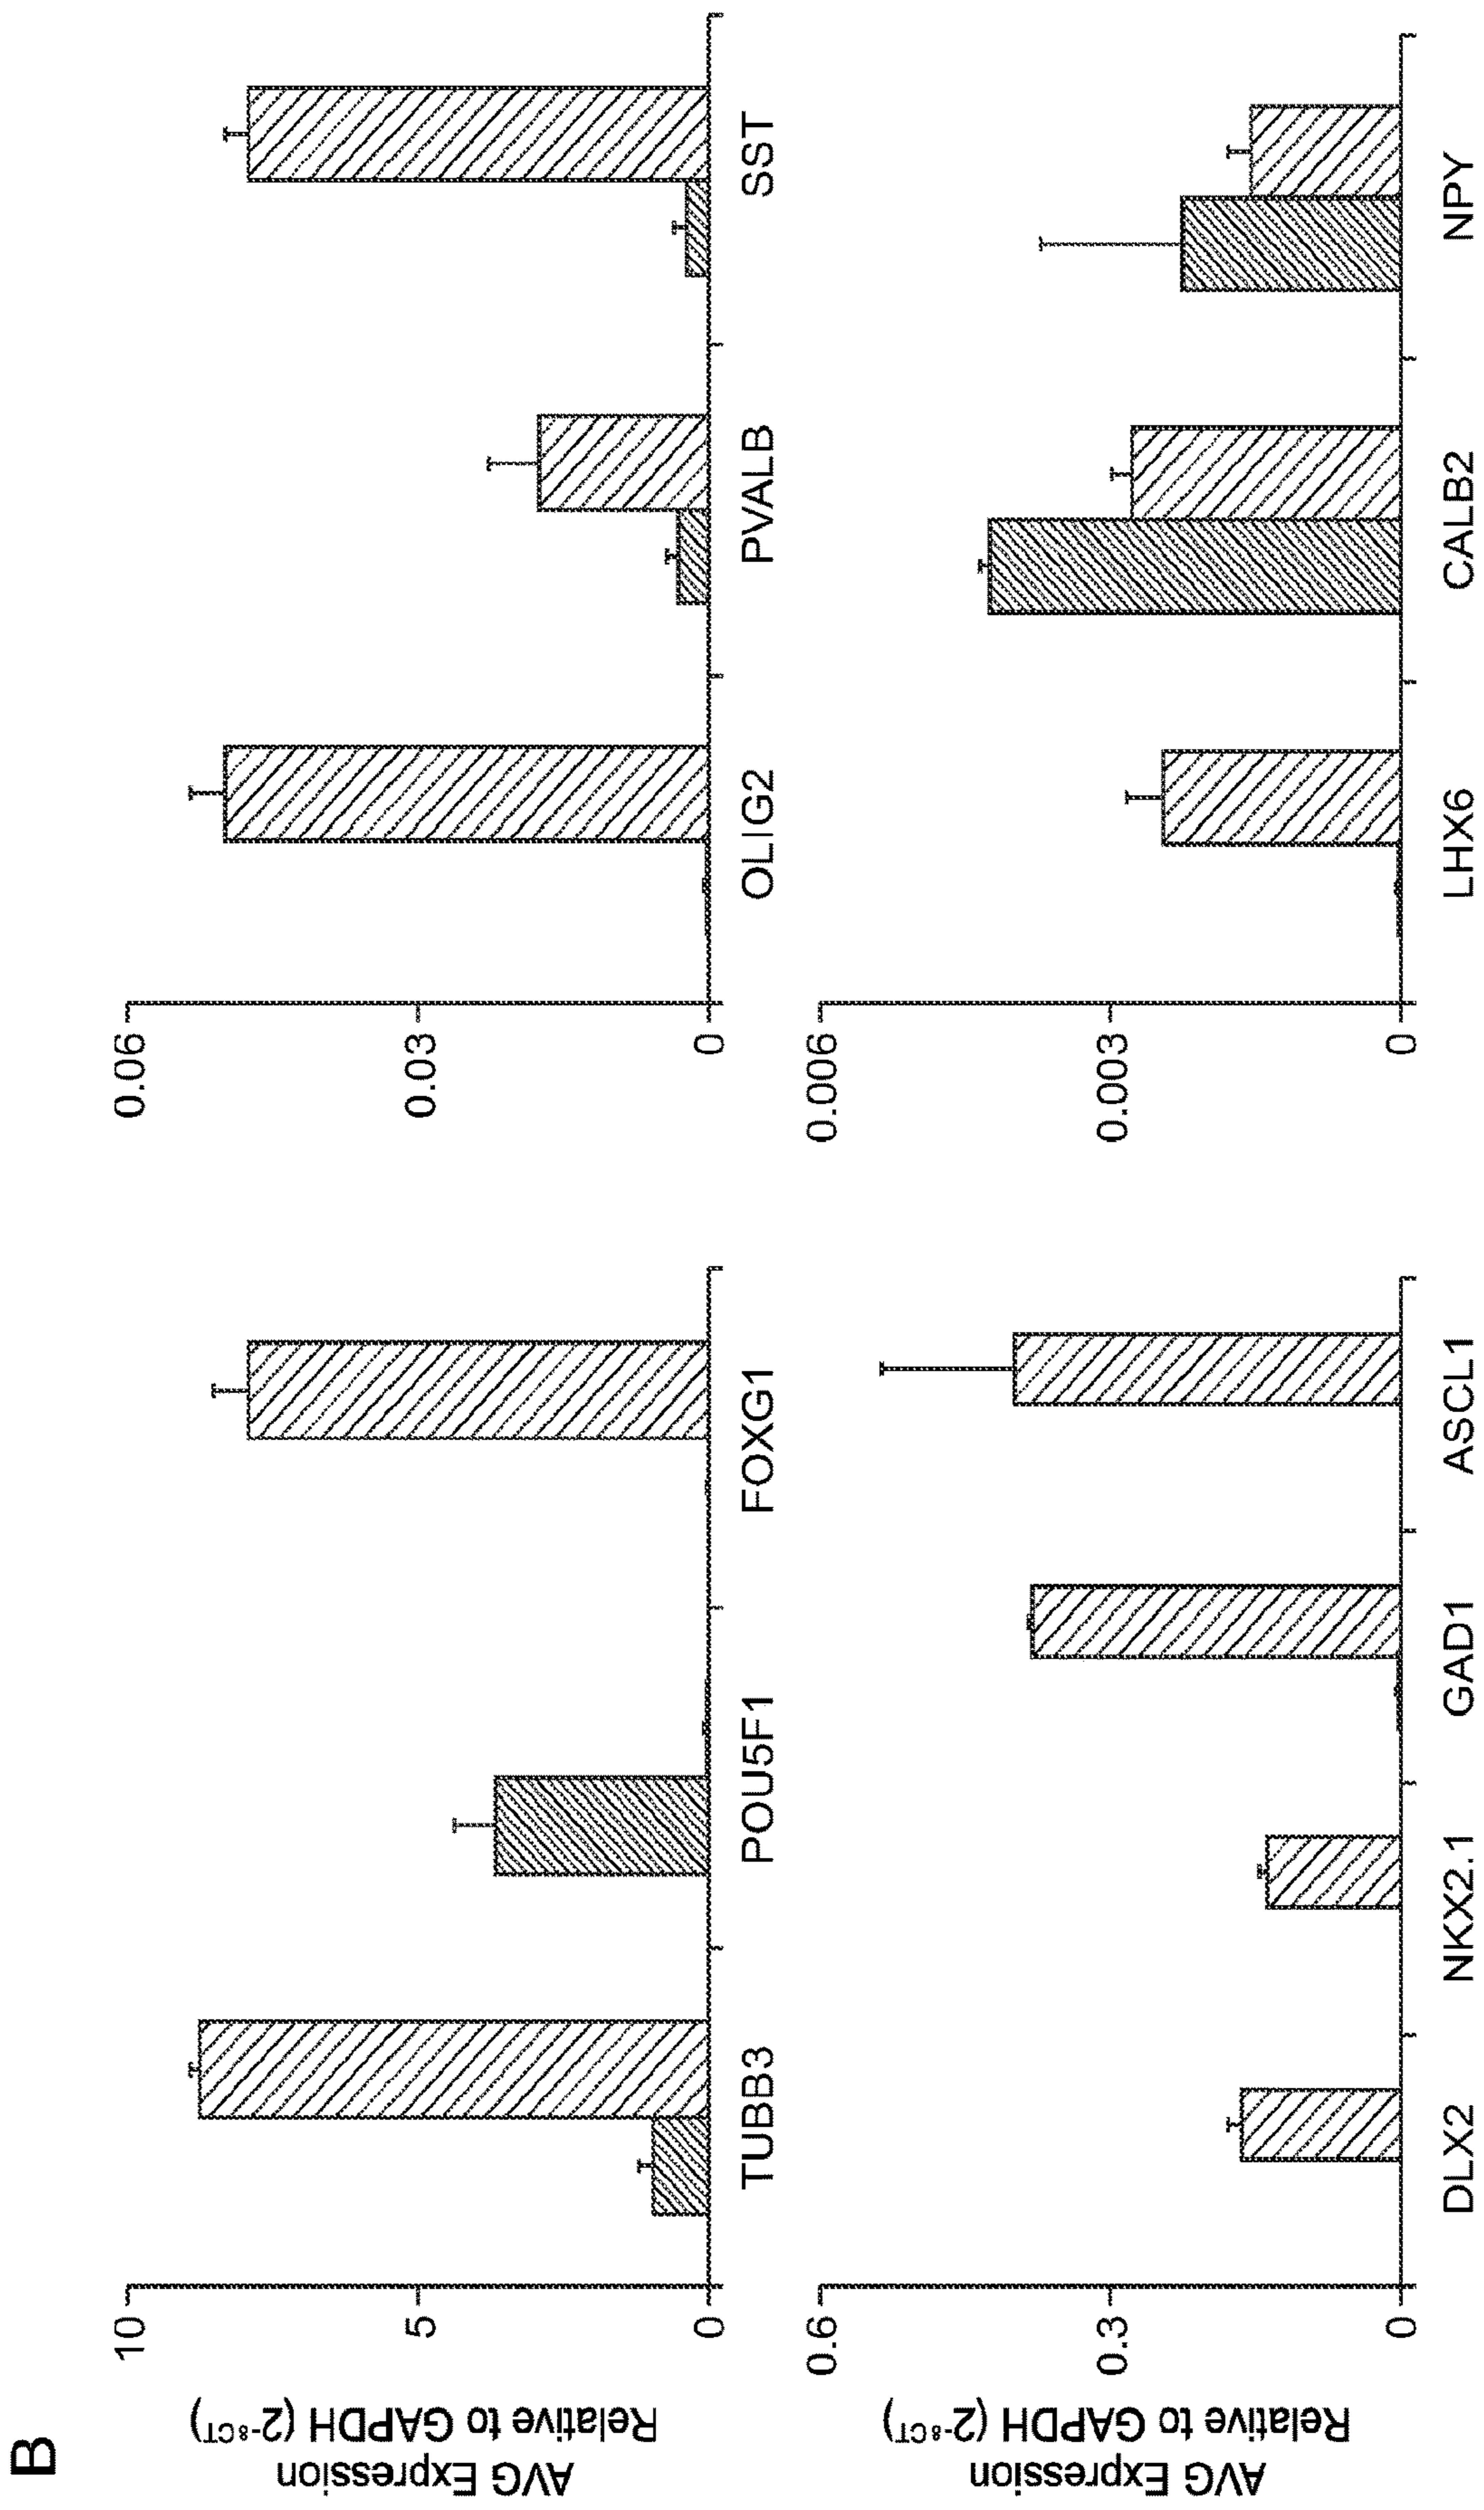 B
AVG Expression
Relative to GAPDH (2-8CT)
10
5
0
TUBB3
POU5F1
FOXG1
0.06
0.03
0
OLIG2
PVALB
SST
AVG Expression
Relative to GAPDH (2-8CT)
0.6
0.3
0
DLX2
NKX2.1
GAD1
ASCL1
0.006
0.003
0
LHX6
CALB2
NPY